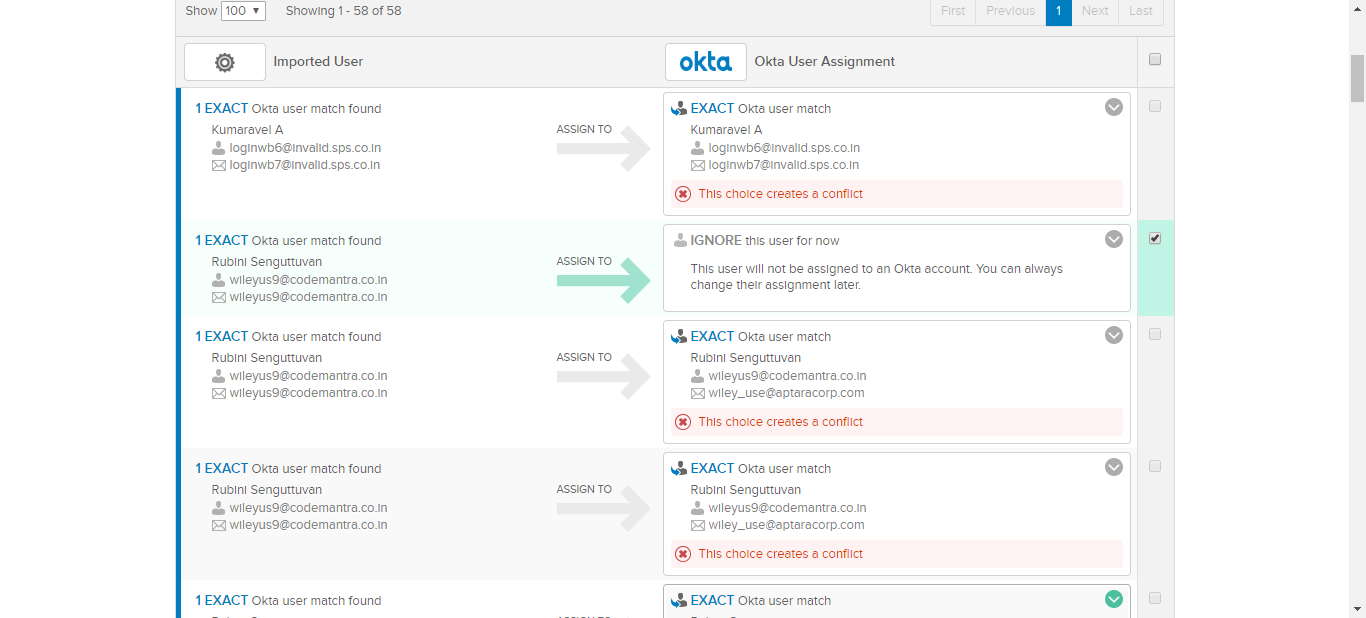 Show 100 Showing 1 - 58 of 58 First Previous 1 Next Last
Imported User okta Okta User Assignment
1 EXACT Okta user match found
Kumaravel A
loginwb6@invalid.sps.co.in
loginwb7@invalid.sps.co.in
ASSIGN TO
EXACT Okta user match
Kumaravel A
loginwb6@invalid.sps.co.in
loginwb7@invalid.sps.co.in
This choice creates a conflict
1 EXACT Okta user match found
Rubini Senguttuvan
wileyus9@codemantra.co.in
wileyus9@codemantra.co.in
ASSIGN TO
IGNORE this user for now
This user will not be assigned to an Okta account. You can always
change their assignment later.
1 EXACT Okta user match found
Rubini Senguttuvan
wileyus9@codemantra.co.in
wileyus9@codemantra.co.in
ASSIGN TO
EXACT Okta user match
Rubini Senguttuvan
wileyus9@codemantra.co.in
wiley_use@aptaracorp.com
This choice creates a conflict
1 EXACT Okta user match found
Rubini Senguttuvan
wileyus9@codemantra.co.in
wileyus9@codemantra.co.in
ASSIGN TO
EXACT Okta user match
Rubini Senguttuvan
wileyus9@codemantra.co.in
wiley_use@aptaracorp.com
This choice creates a conflict
1 EXACT Okta user match found
EXACT Okta user match